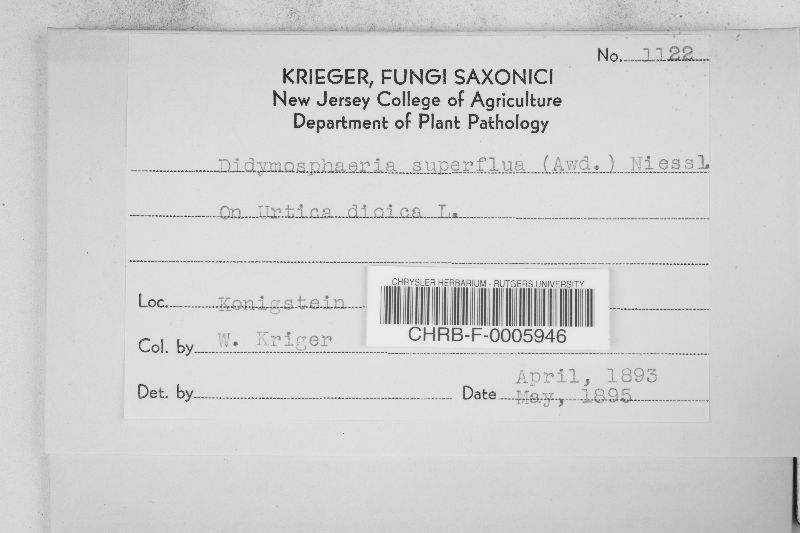 No. 1122
KRIEGER, FUNGI SAXONICI
New Jersey College of Agriculture
Department of Plant Pathology
Didymosphaeria superflua (Awd.) Niessl
On Urtica dioica L.
Loc. Konigstein
CHRYSLER HERBARIUM - RUTGERS UNIVERSITY
CHRB-F-0005946
Col. by W. Kriger
April, 1893
Det. by Date May, 1895